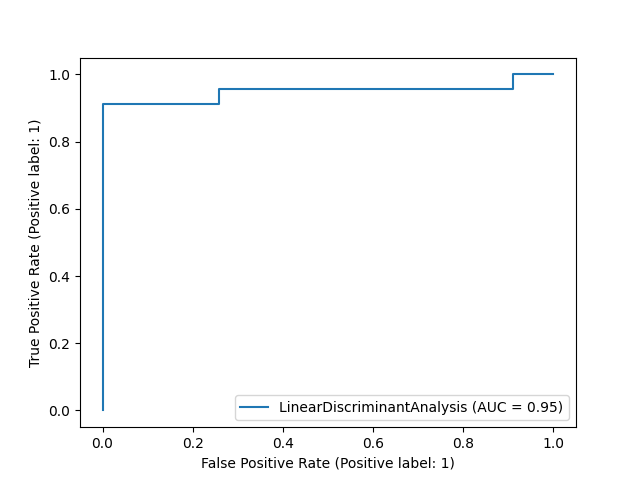 1.0
0.8
0.6
0.4
0.2
0.0
True Positive Rate (Positive label: 1)
LinearDiscriminantAnalysis (AUC = 0.95)
0.0 0.2 0.4 0.6 0.8 1.0
False Positive Rate (Positive label: 1)